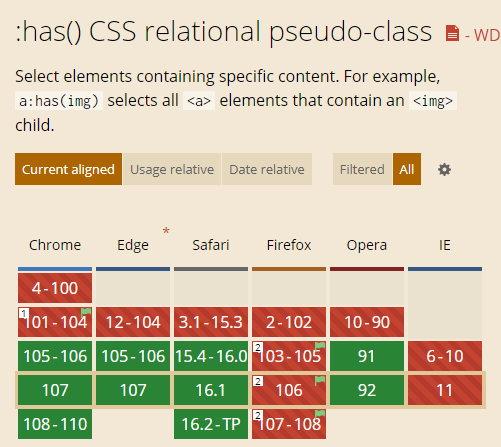 :has() CSS relational pseudo-class - WD
Select elements containing specific content. For example,
a:has(img) selects all <a> elements that contain an <img>
child.
Current aligned Usage relative Date relative Filtered All
*
Chrome Edge Safari Firefox Opera IE
4-100
1 101-104 12-104 3.1-15.3 2-102 10-90
105-106 105-106 15.4-16.0 2 103-105 91 6-10
107 107 16.1 2 106 92 11
108-110 16.2-TP 2 107-108